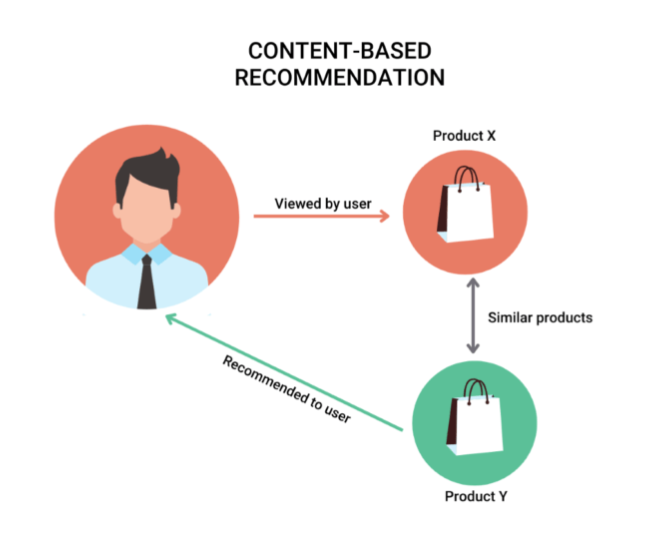 CONTENT-BASED
RECOMMENDATION
Product X
Viewed by user
Similar products
Recommended to user
Product Y